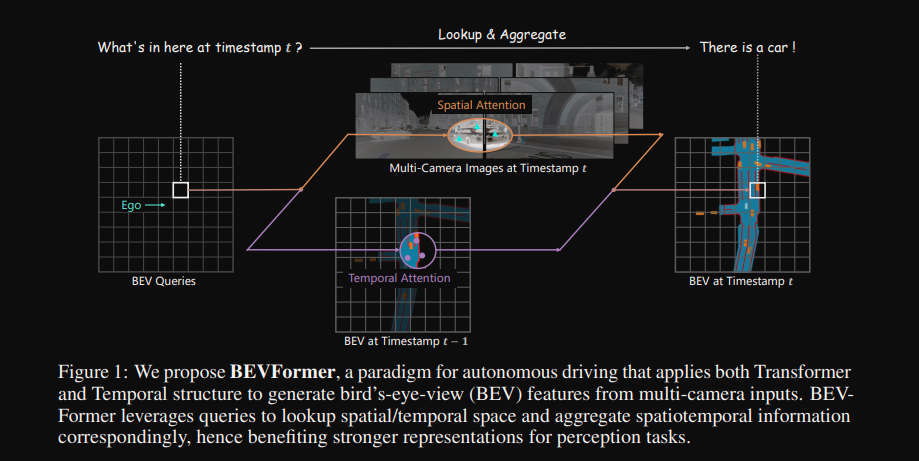 Lookup & Aggregate
What's in here at timestamp t ?
There is a car !
Spatial Attention
Multi-Camera Images at Timestamp t
Ego
BEV Queries
Temporal Attention
BEV at Timestamp t
BEV at Timestamp t − 1
Figure 1: We propose BEVFormer, a paradigm for autonomous driving that applies both Transformer
and Temporal structure to generate bird's-eye-view (BEV) features from multi-camera inputs. BEV-
Former leverages queries to lookup spatial/temporal space and aggregate spatiotemporal information
correspondingly, hence benefiting stronger representations for perception tasks.